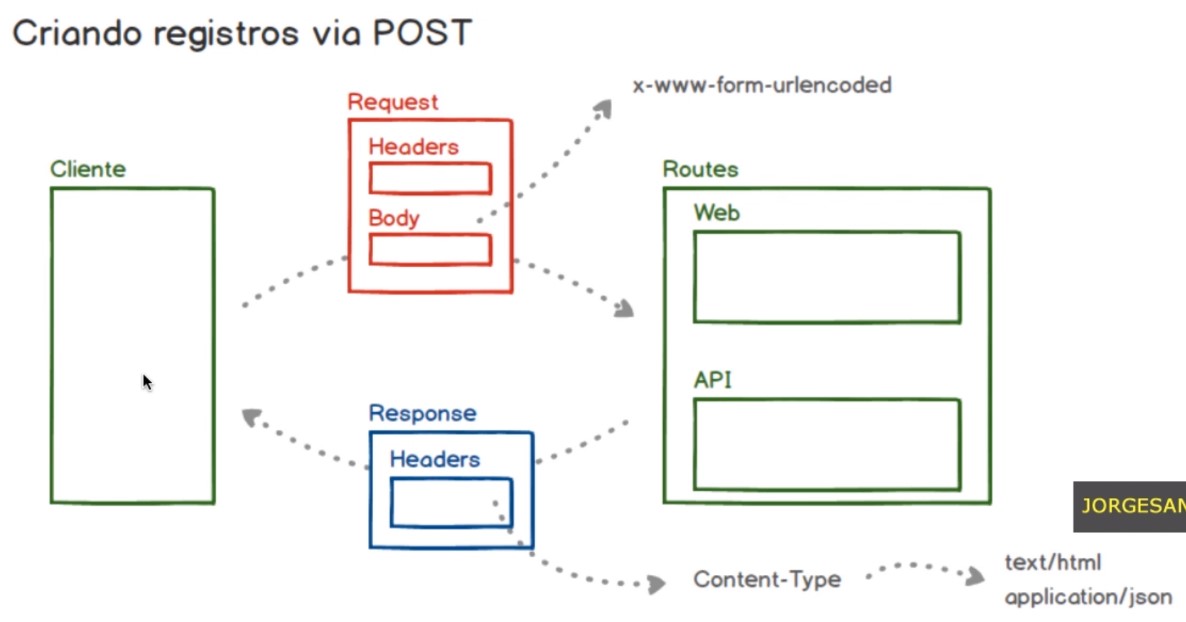 Criando registros via POST
x-www-form-urlencoded
Request
Headers
Body
Cliente
Routes
Web
API
Response
Headers
JORGESAN
Content-Type
text/html
application/json